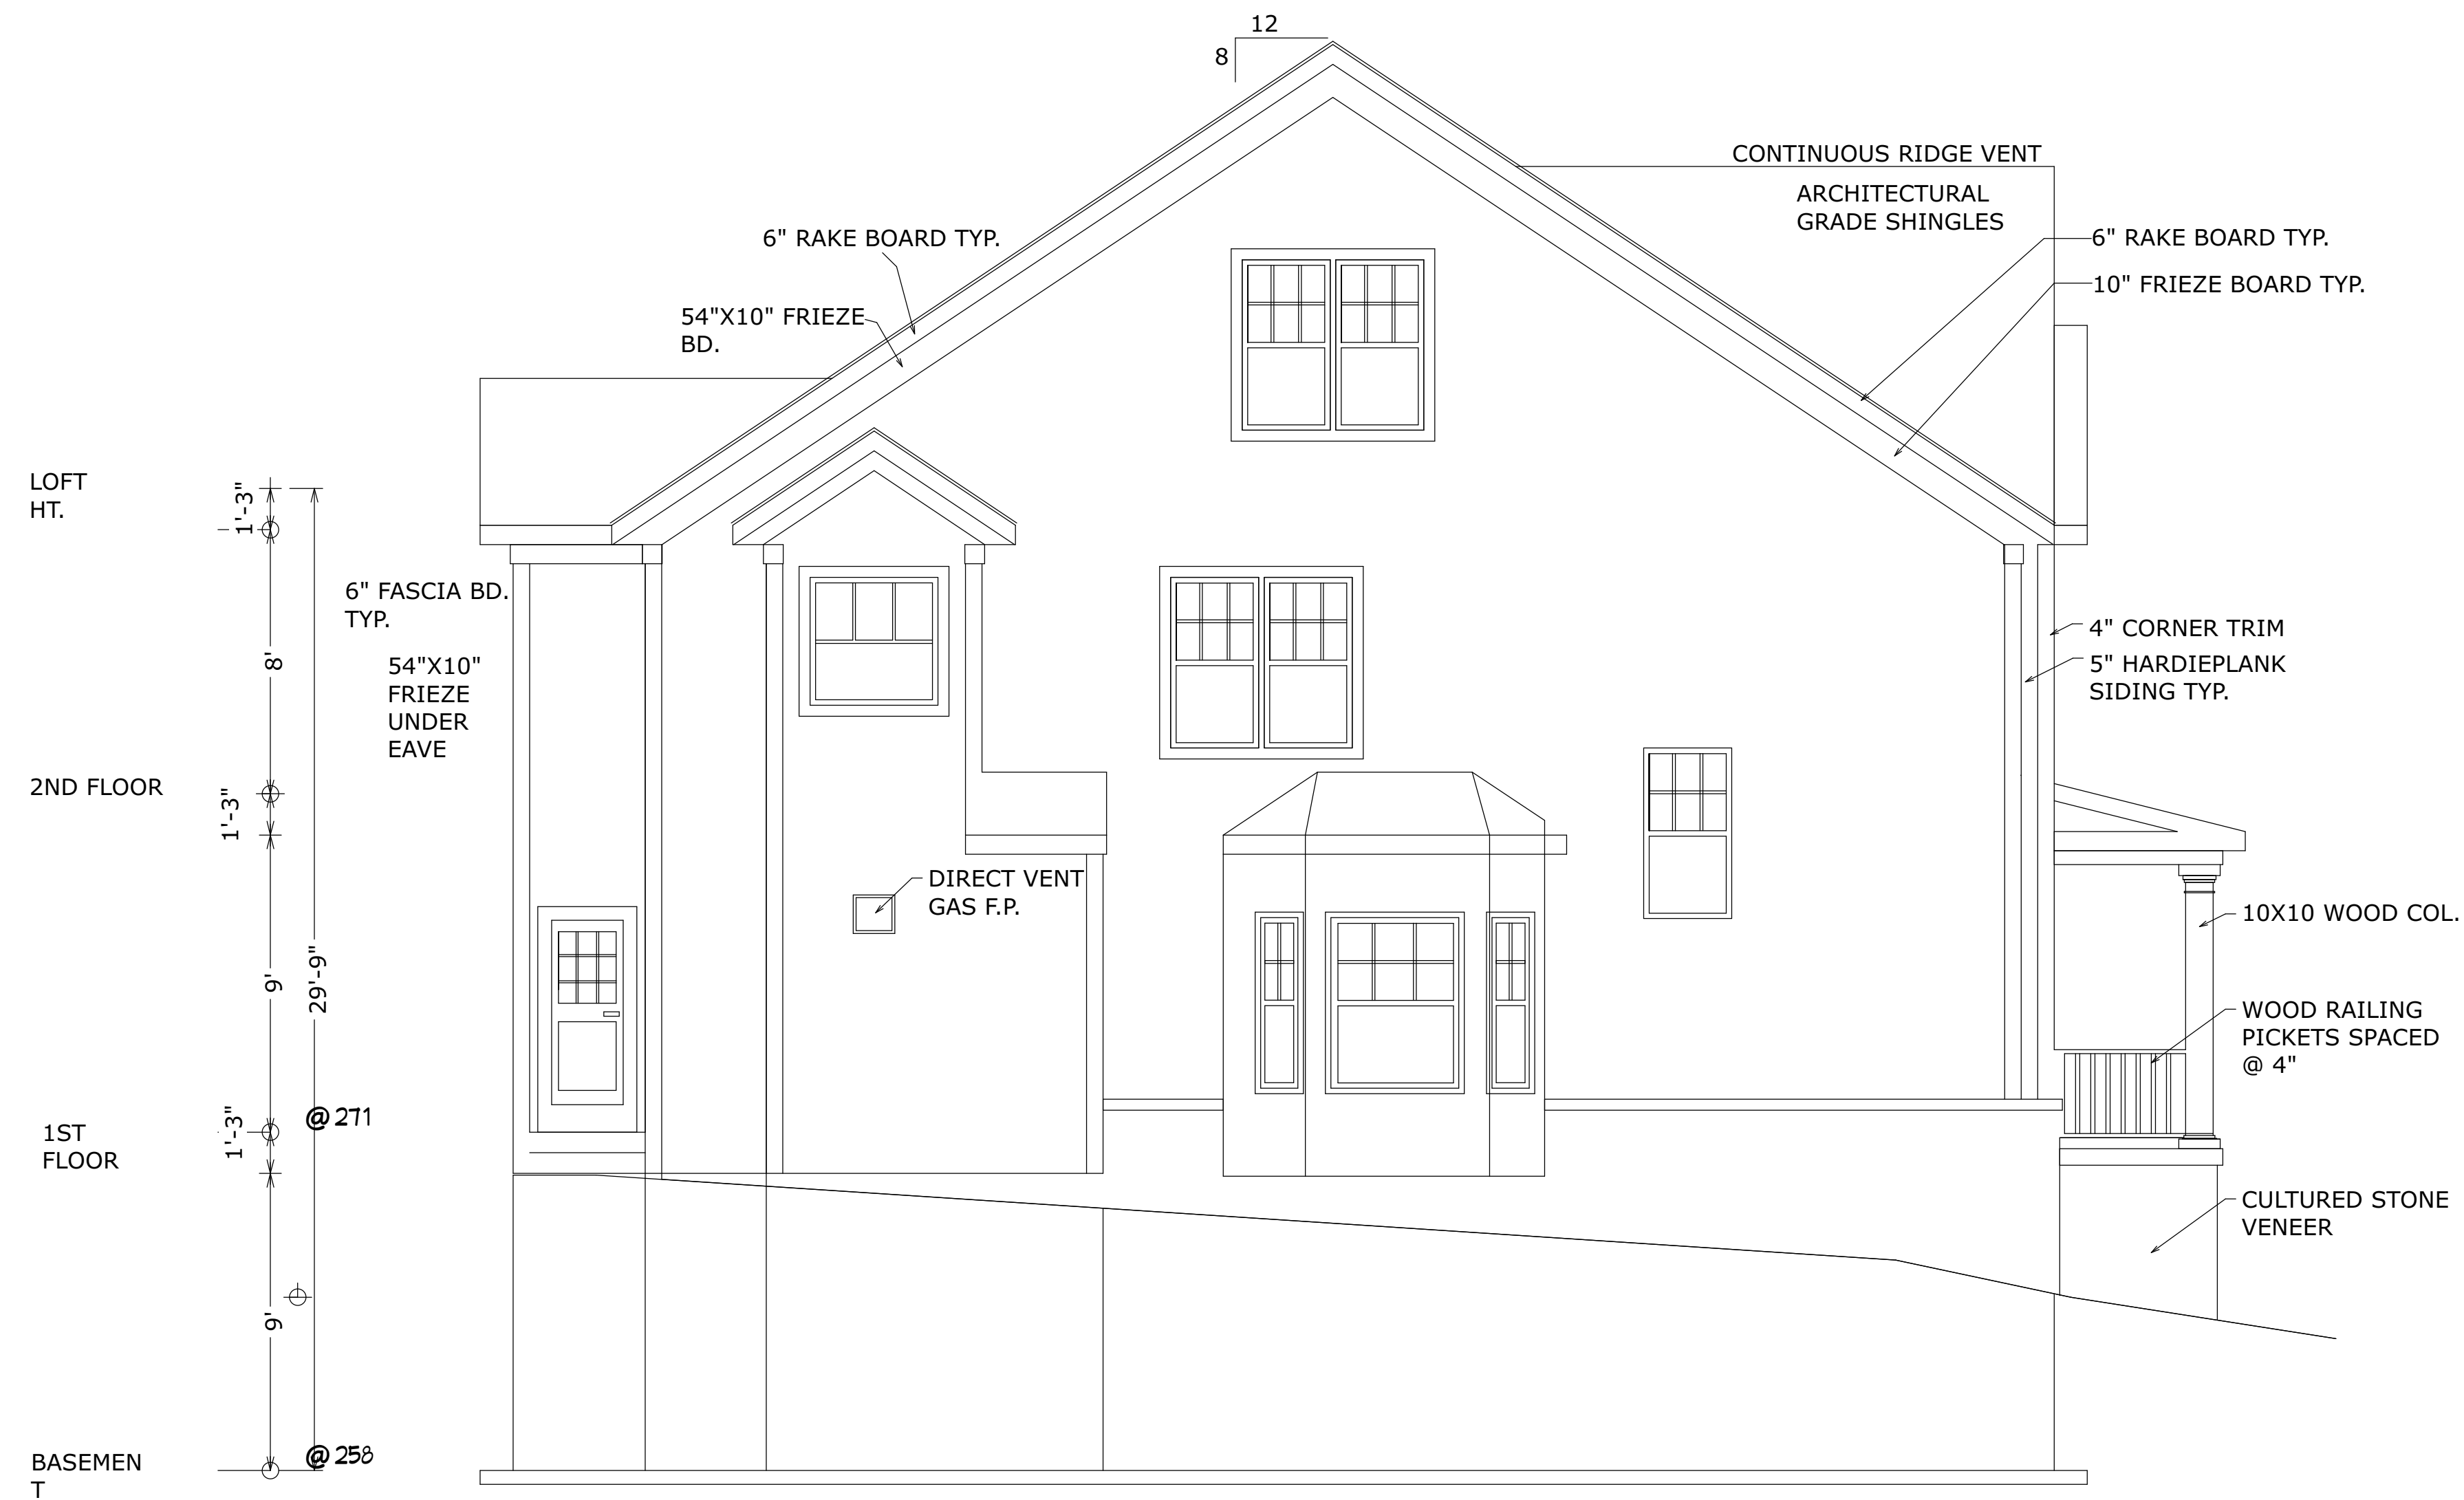 12
8
CONTINUOUS RIDGE VENT
ARCHITECTURAL
GRADE SHINGLES
6" RAKE BOARD TYP.
6" RAKE BOARD TYP.
10" FRIEZE BOARD TYP.
54"X10" FRIEZE
BD.
LOFT
HT.
1'-3"
6" FASCIA BD.
TYP.
8'
54"X10"
FRIEZE
UNDER
EAVE
4" CORNER TRIM
5" HARDIEPLANK
SIDING TYP.
2ND FLOOR
1'-3"
DIRECT VENT
GAS F.P.
10X10 WOOD COL.
9'
29'-9"
WOOD RAILING
PICKETS SPACED
@ 4"
@ 271
1ST
FLOOR
1'-3"
CULTURED STONE
VENEER
9'
@ 258
BASEMEN
T